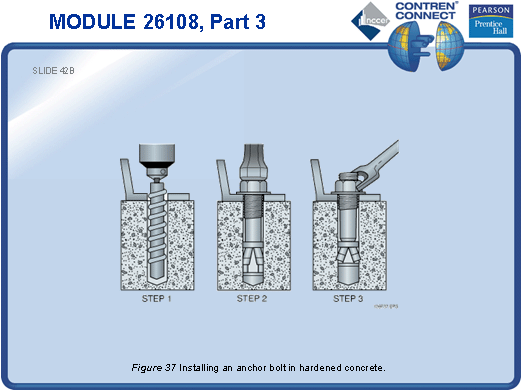 MODULE 26108, Part 3
nccer
CONTREN®
CONNECT
PEARSON
Prentice
Hall
SLIDE 42B
STEP 1
STEP 2
STEP 3
Figure 37 Installing an anchor bolt in hardened concrete.